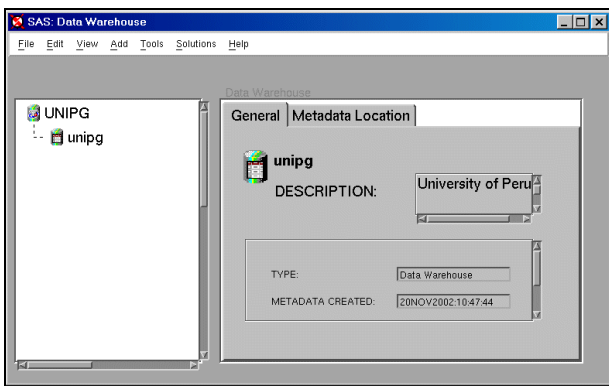 SAS: Data Warehouse
File Edit View Add Tools Solutions Help
UNIPG
unipg
Data Warehouse
General Metadata Location
unipg
DESCRIPTION: University of Peru
TYPE: Data Warehouse
METADATA CREATED: 20NOV2002:10:47:44